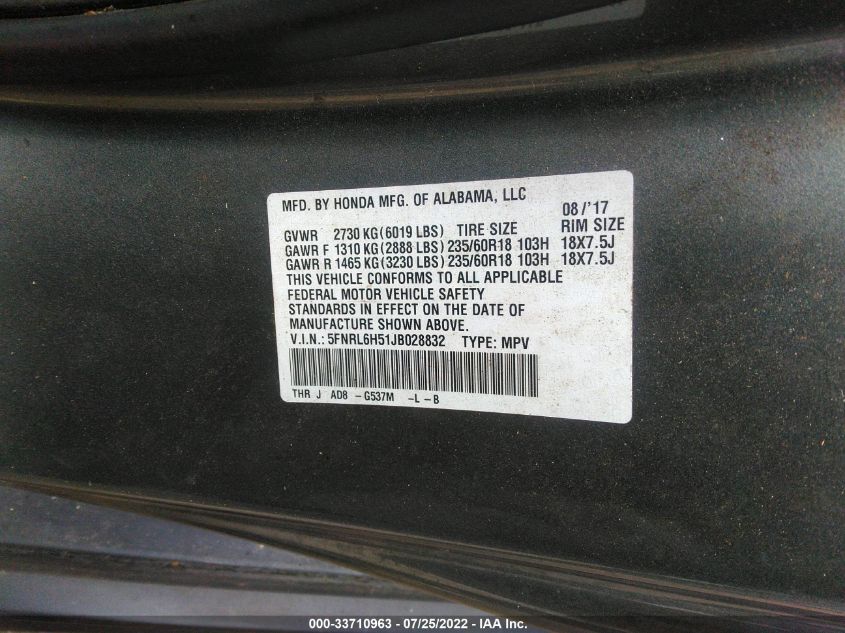 MFD. BY HONDA MFG. OF ALABAMA, LLC
08/'17
GVWR 2730 KG(6019 LBS) TIRE SIZE RIM SIZE
GAWR F 1310 KG(2888 LBS) 235/60R18 103H 18X7.5J
GAWR R 1465 KG(3230 LBS) 235/60R18 103H 18X7.5J
THIS VEHICLE CONFORMS TO ALL APPLICABLE
FEDERAL MOTOR VEHICLE SAFETY
STANDARDS IN EFFECT ON THE DATE OF
MANUFACTURE SHOWN ABOVE.
V.I.N.: 5FNRL6H51JB028832 TYPE: MPV
THR J AD8 -G537M -L-B
000-33710963 - 07/25/2022 - IAA Inc.